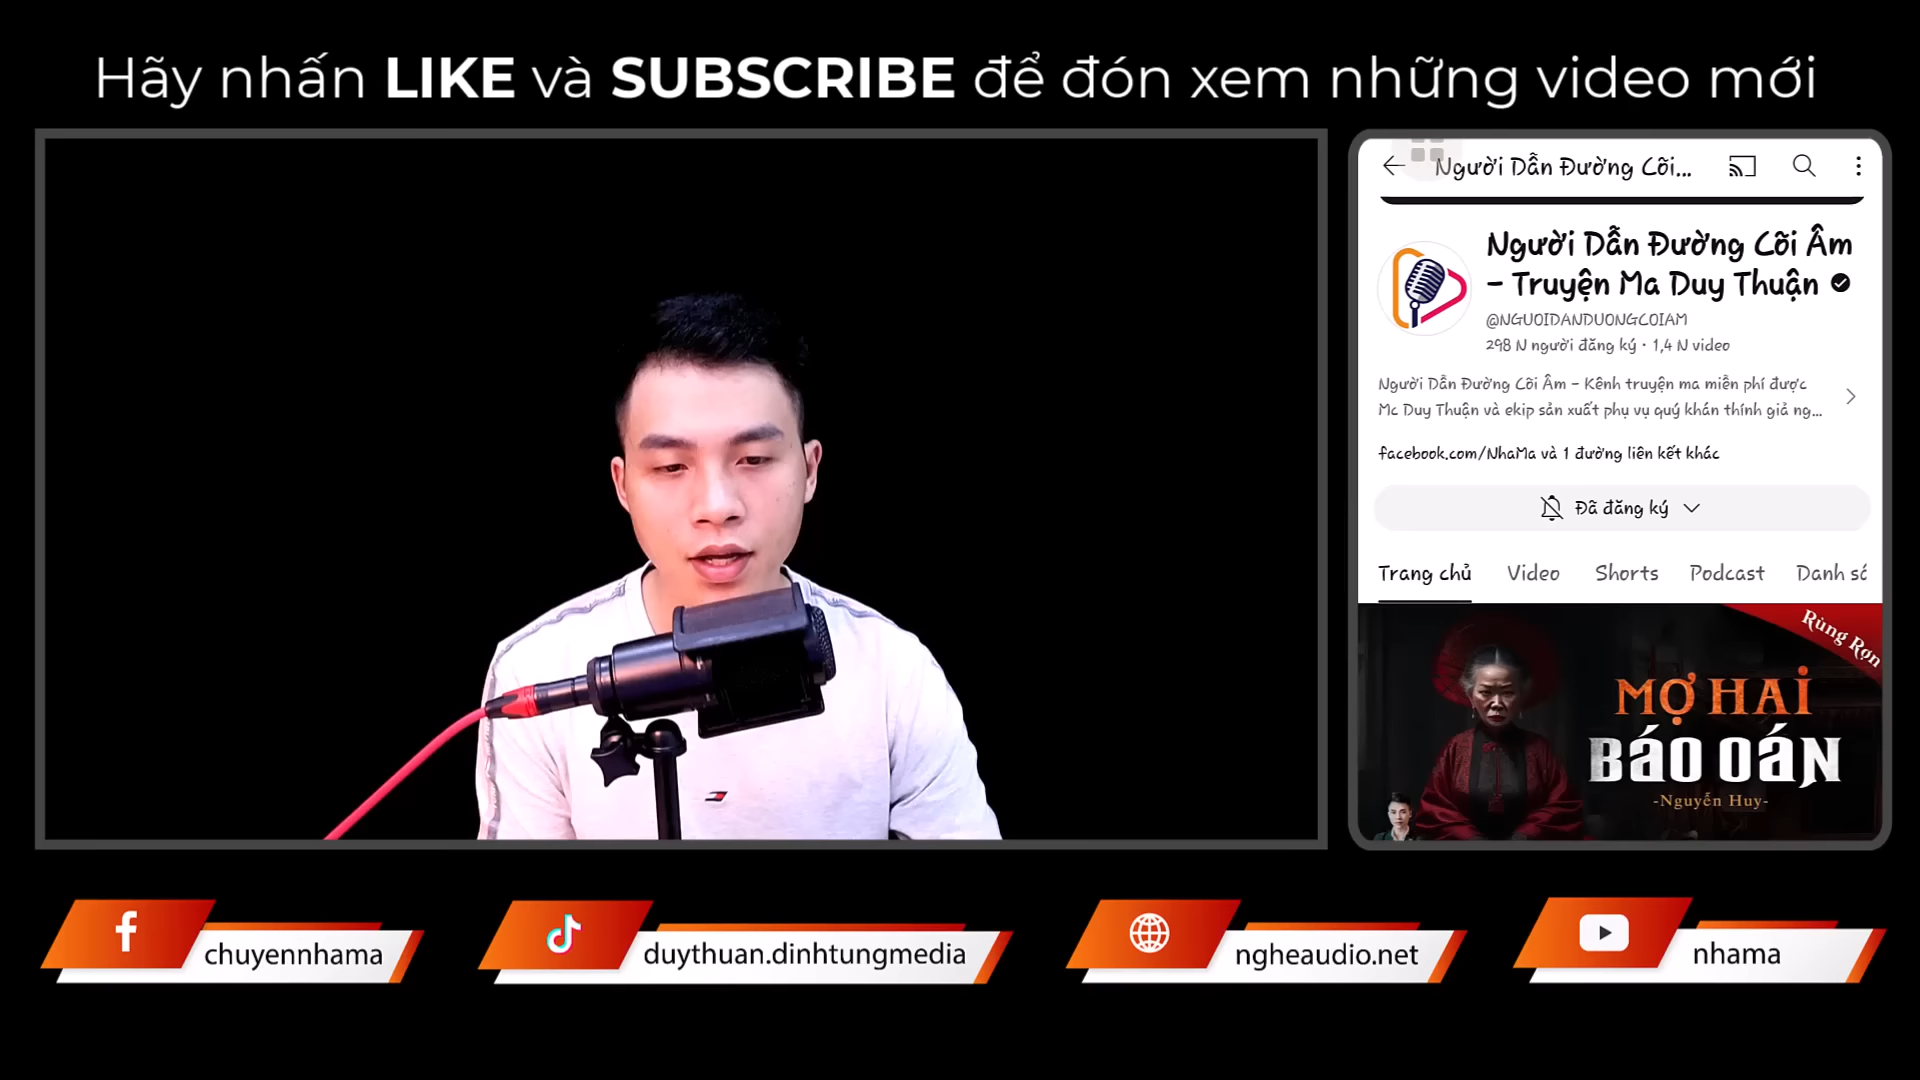 Hãy nhấn LIKE và SUBSCRIBE để đón xem những video mới
Người Dẫn Đường Cõi...
Người Dẫn Đường Cõi Âm
- Truyện Ma Duy Thuận
@NGUOIDANDUONGCOIAM
298 N người đăng ký • 1,4 N video
Người Dẫn Đường Cõi Âm - Kênh truyện ma miễn phí được
Mc Duy Thuận và ekip sản xuất phụ vụ quý khán thính giả ng...
facebook.com/NhaMa và 1 đường liên kết khác
Đã đăng ký
Trang chủ Video Shorts Podcast Danh sá
Rùng Rợn
MỢ HAI
BÁO OÁN
-Nguyễn Huy-
chuyennhama
duythuan.dinhtungmedia
ngheaudio.net
nhama